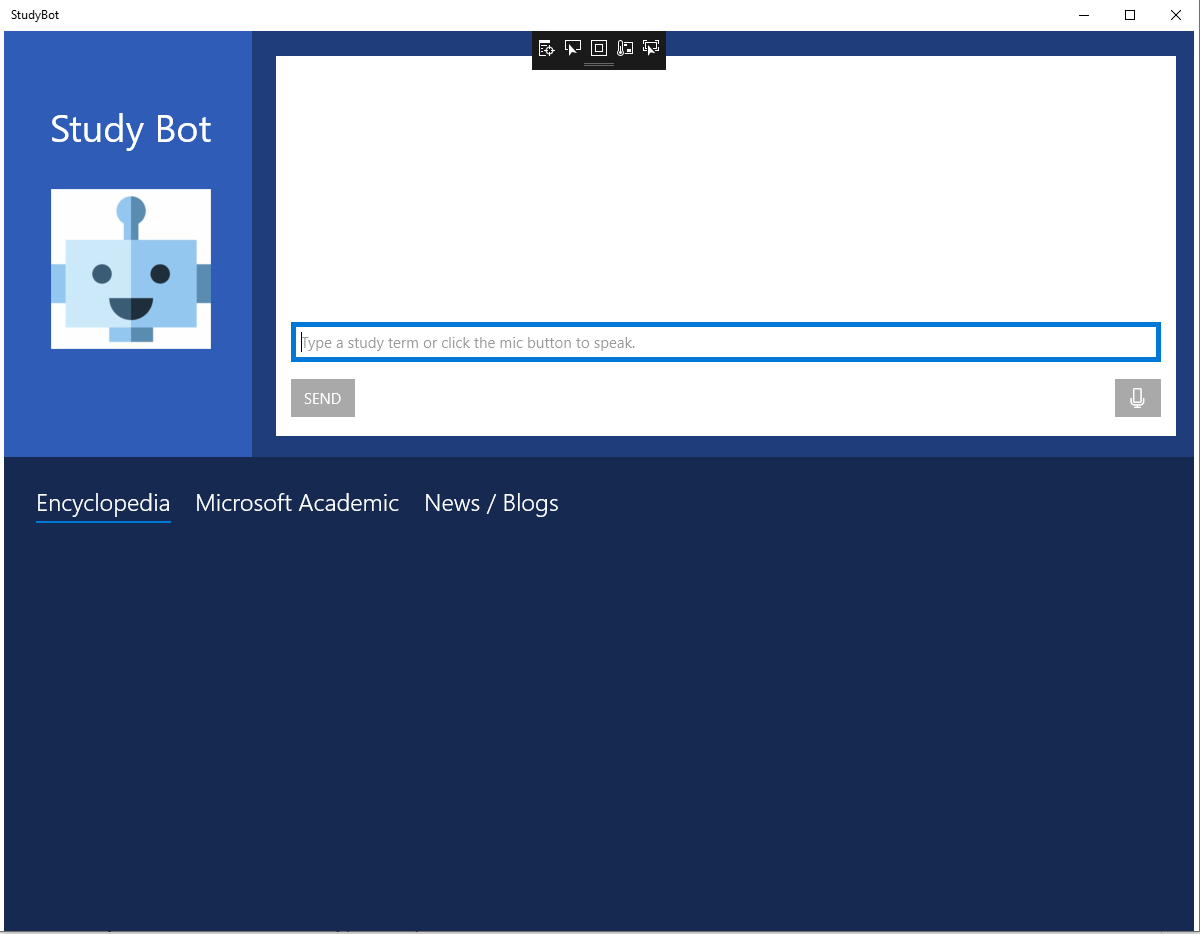 StudyBot
Study Bot
Type a study term or click the mic button to speak.
SEND
Encyclopedia Microsoft Academic News / Blogs